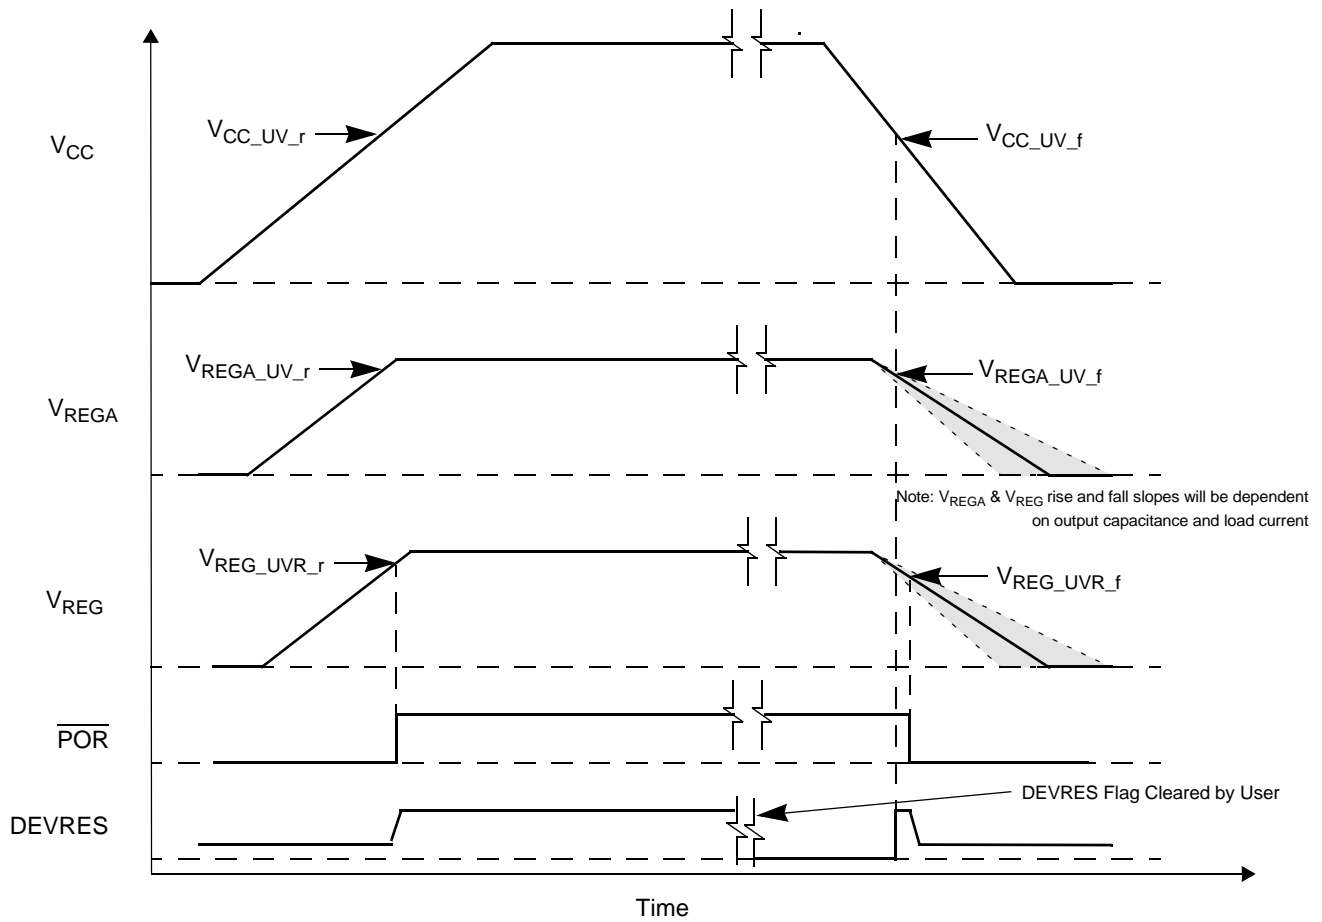 VCC_UV_r
VCC
VCC_UV_f
VREGA_UV_r
VREGA_UV_f
VREGA
Note: VREGA & VREG rise and fall slopes will be dependent
on output capacitance and load current
VREG_UVR_r
VREG_UVR_f
VREG
POR
DEVRES Flag Cleared by User
DEVRES
Time